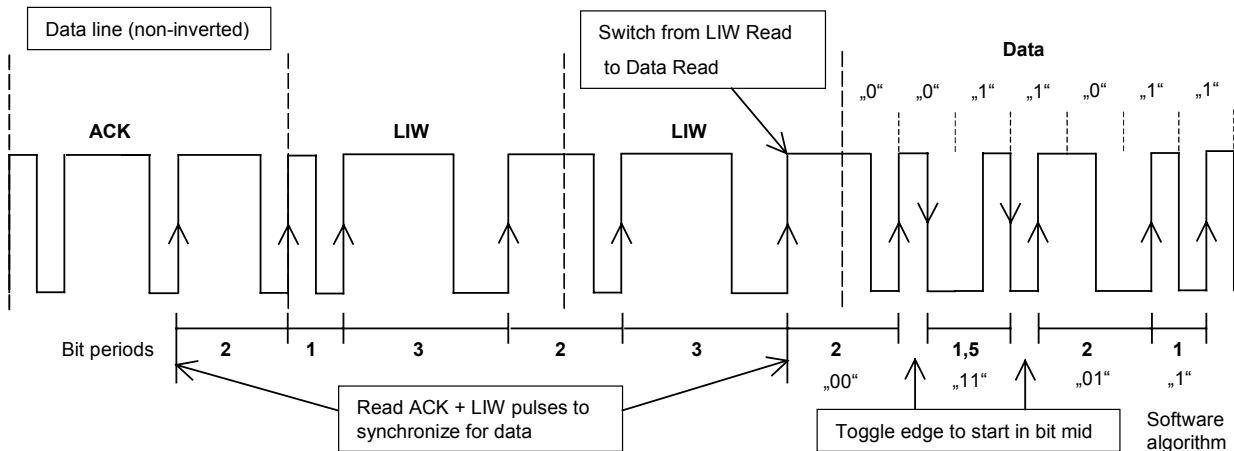 Data line (non-inverted)
Switch from LIW Read
to Data Read
Data
„0“ „0“ „1“ „1“ „0“ „1“ „1“
ACK
LIW
LIW
Bit periods
2 1 3 2 3 2 1,5 2 1
„00“ „11“ „01“ „1“
Read ACK + LIW pulses to
synchronize for data
Toggle edge to start in bit mid
Software
algorithm